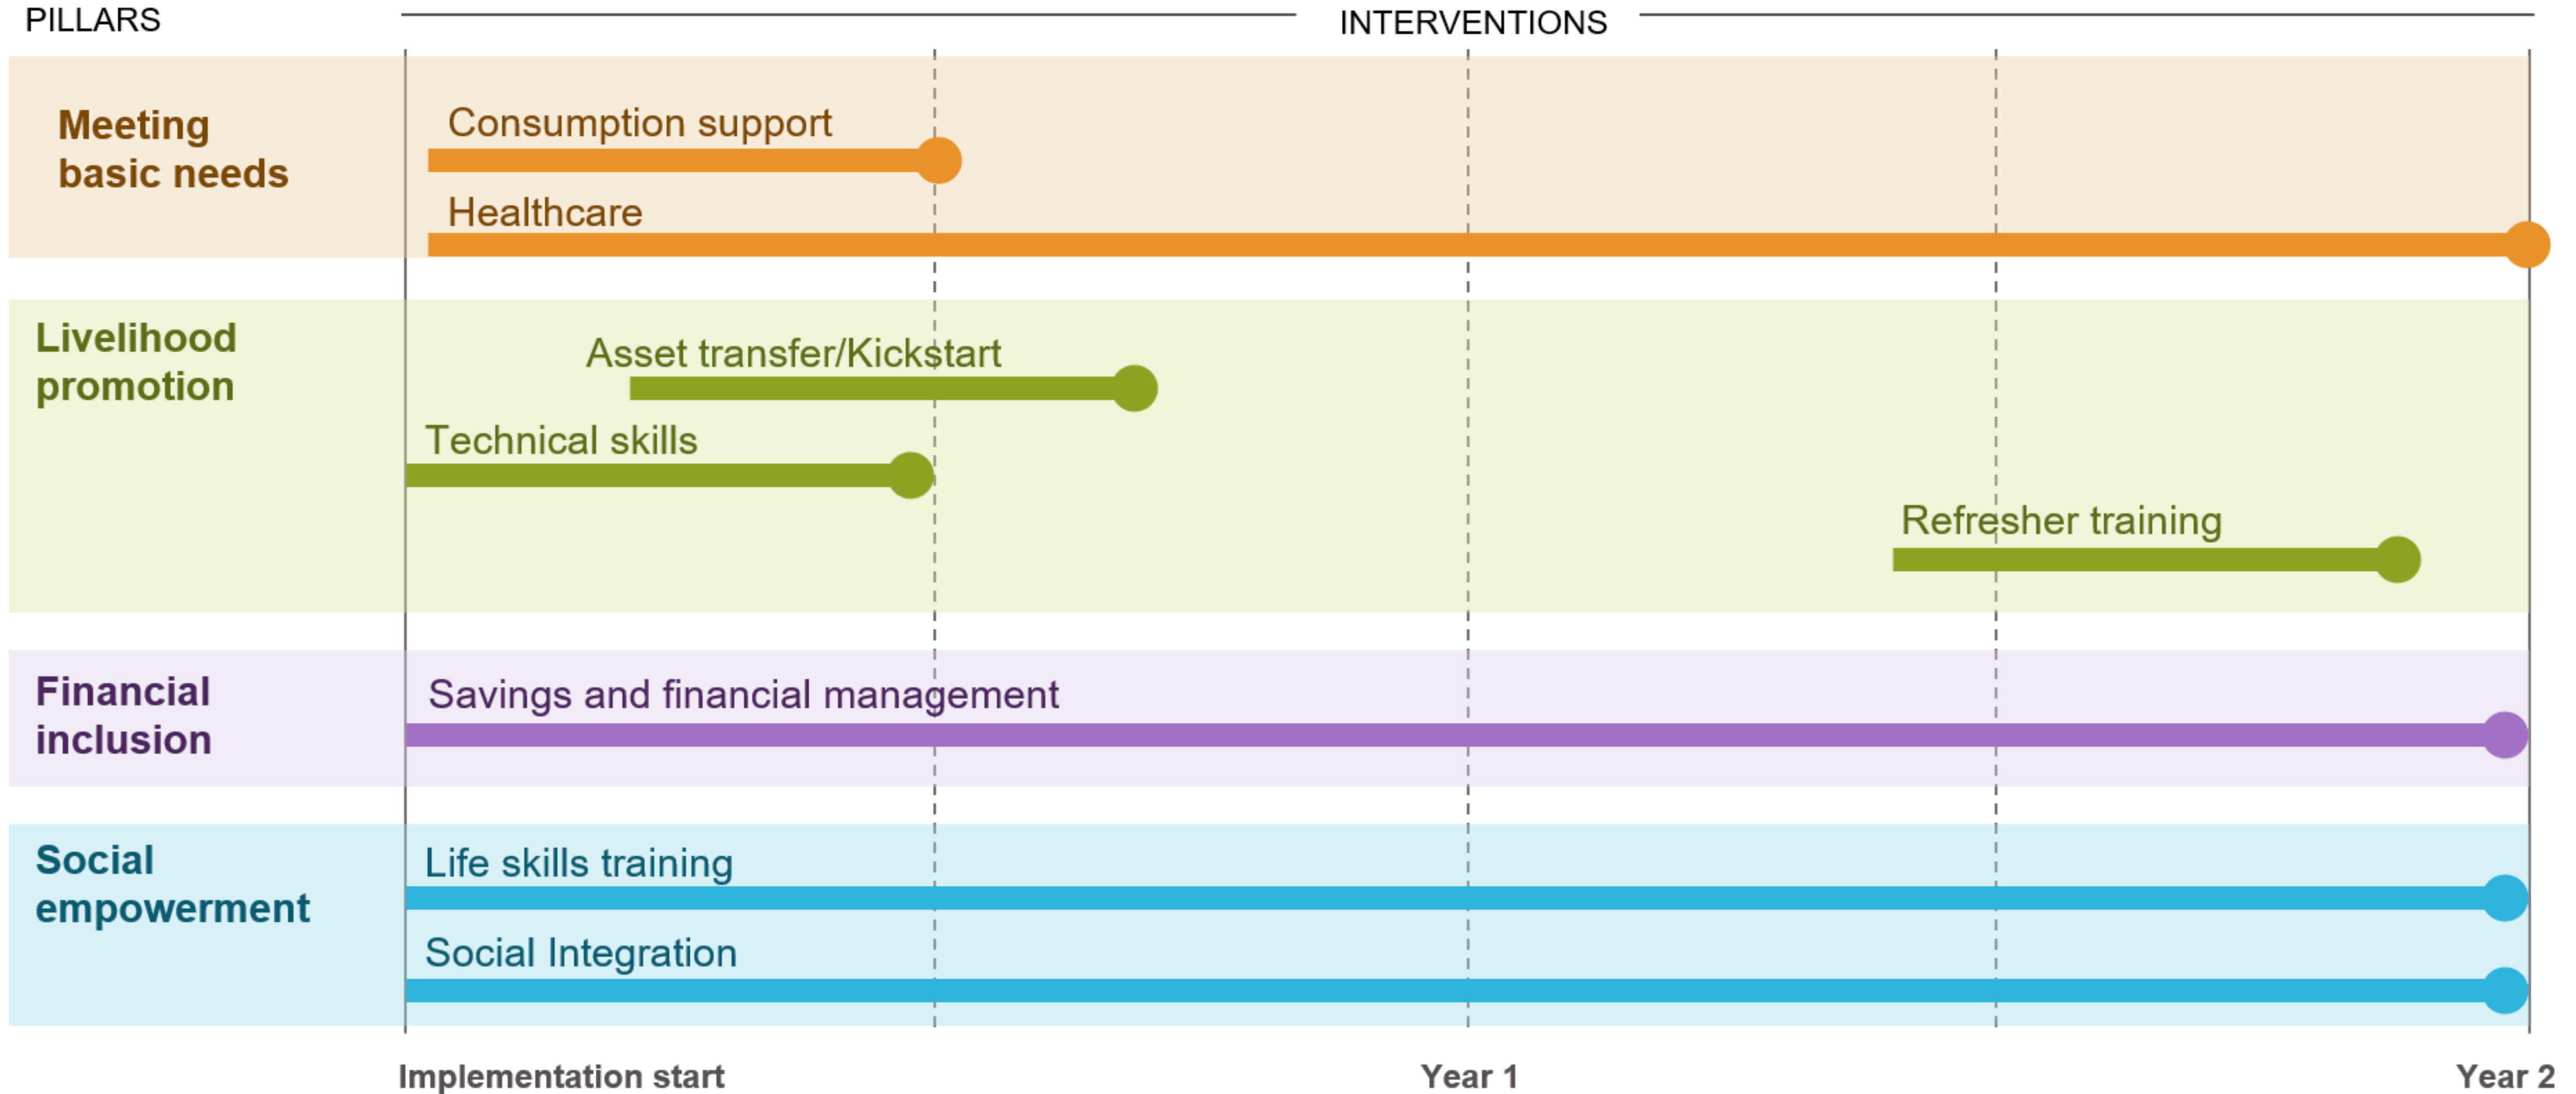 PILLARS
INTERVENTIONS
Meeting
basic needs
Consumption support
Healthcare
Livelihood
promotion
Asset transfer/Kickstart
Technical skills
Refresher training
Financial
inclusion
Savings and financial management
Social
empowerment
Life skills training
Social Integration
Implementation start
Year 1
Year 2